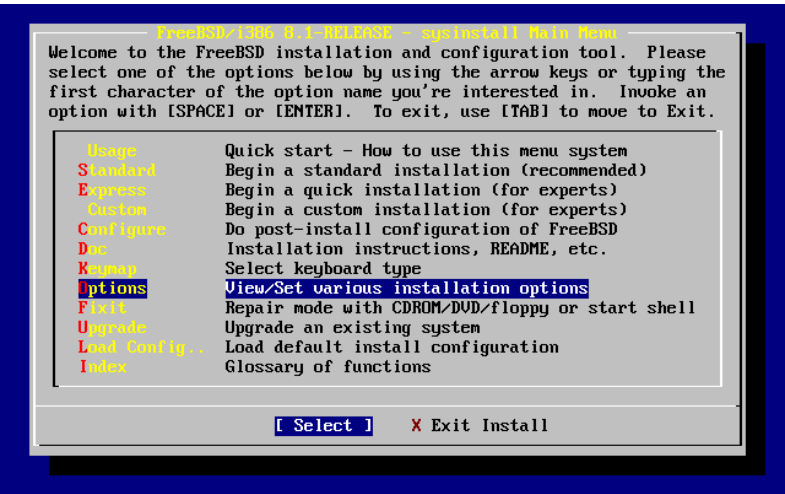 FreeBSD/i386 8.1-RELEASE - sysinstall Main Menu
Welcome to the FreeBSD installation and configuration tool. Please
select one of the options below by using the arrow keys or typing the
first character of the option name you're interested in. Invoke an
option with [SPACE] or [ENTER]. To exit, use [TAB] to move to Exit.
Usage Quick start - How to use this menu system
Standard Begin a standard installation (recommended)
Express Begin a quick installation (for experts)
Custom Begin a custom installation (for experts)
Configure Do post-install configuration of FreeBSD
Doc Installation instructions, README, etc.
Keymap Select keyboard type
Options View/Set various installation options
Fixit Repair mode with CDROM/DVD/floppy or start shell
Upgrade Upgrade an existing system
Load Config.. Load default install configuration
Index Glossary of functions
[ Select ] X Exit Install